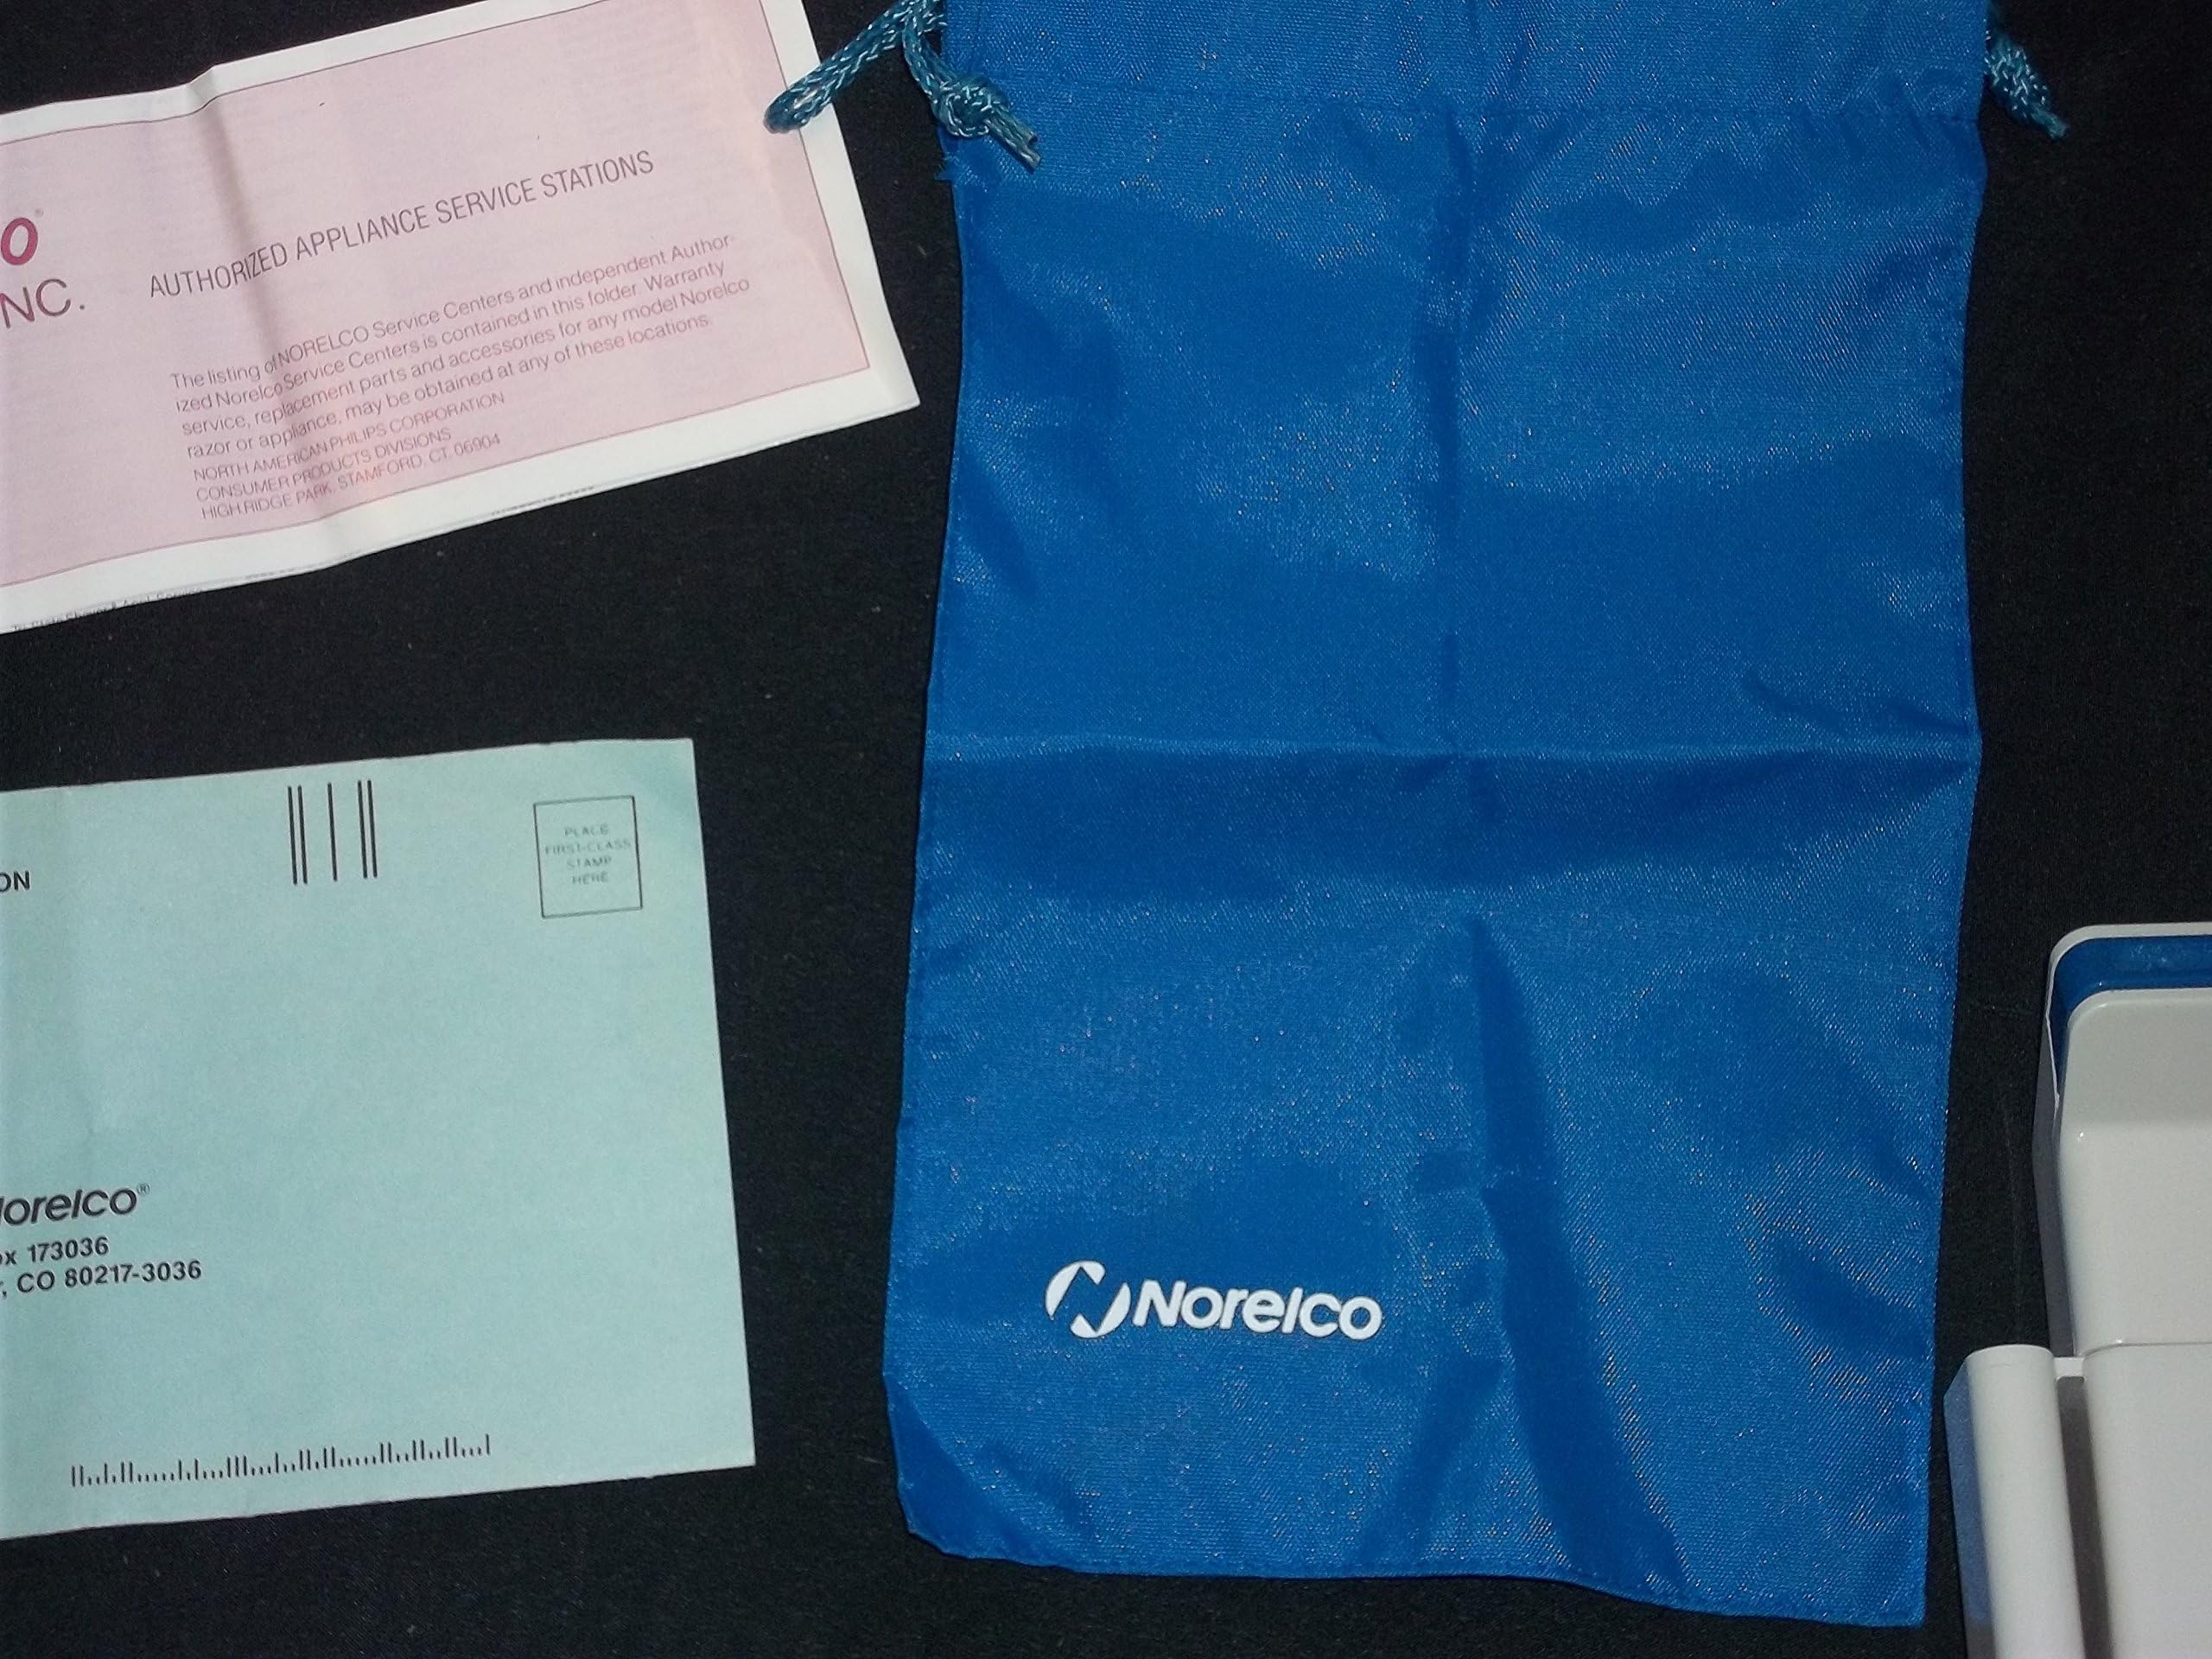 O®
NC.
AUTHORIZED APPLIANCE SERVICE STATIONS
The listing of NORELCO Service Centers and independent Author-
ized Norelco Service Centers is contained in this folder. Warranty
service, replacement parts and accessories for any model Norelco
razor or appliance, may be obtained at any of these locations.
NORTH AMERICAN PHILIPS CORPORATION
CONSUMER PRODUCTS DIVISIONS
HIGH RIDGE PARK, STAMFORD, CT. 06904
ON
PLACE
FIRST-CLASS
STAMP
HERE
lorelco®
ox 173036
, CO 80217-3036
Norelco